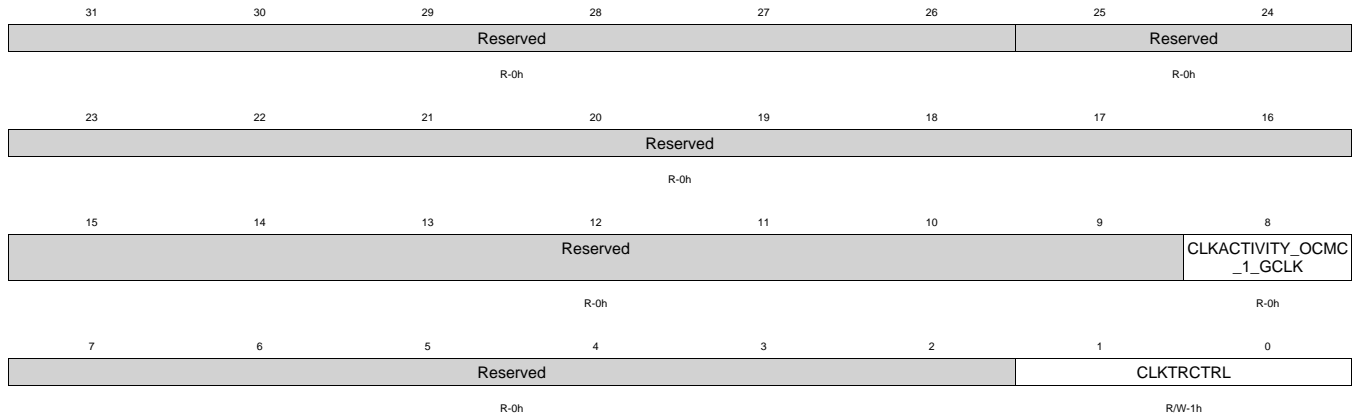 31 30 29 28 27 26 25 24
Reserved Reserved
R-0h R-0h
23 22 21 20 19 18 17 16
Reserved
R-0h
15 14 13 12 11 10 9 8
Reserved CLKACTIVITY_OCMC
_1_GCLK
R-0h R-0h
7 6 5 4 3 2 1 0
Reserved CLKTRCTRL
R-0h R/W-1h